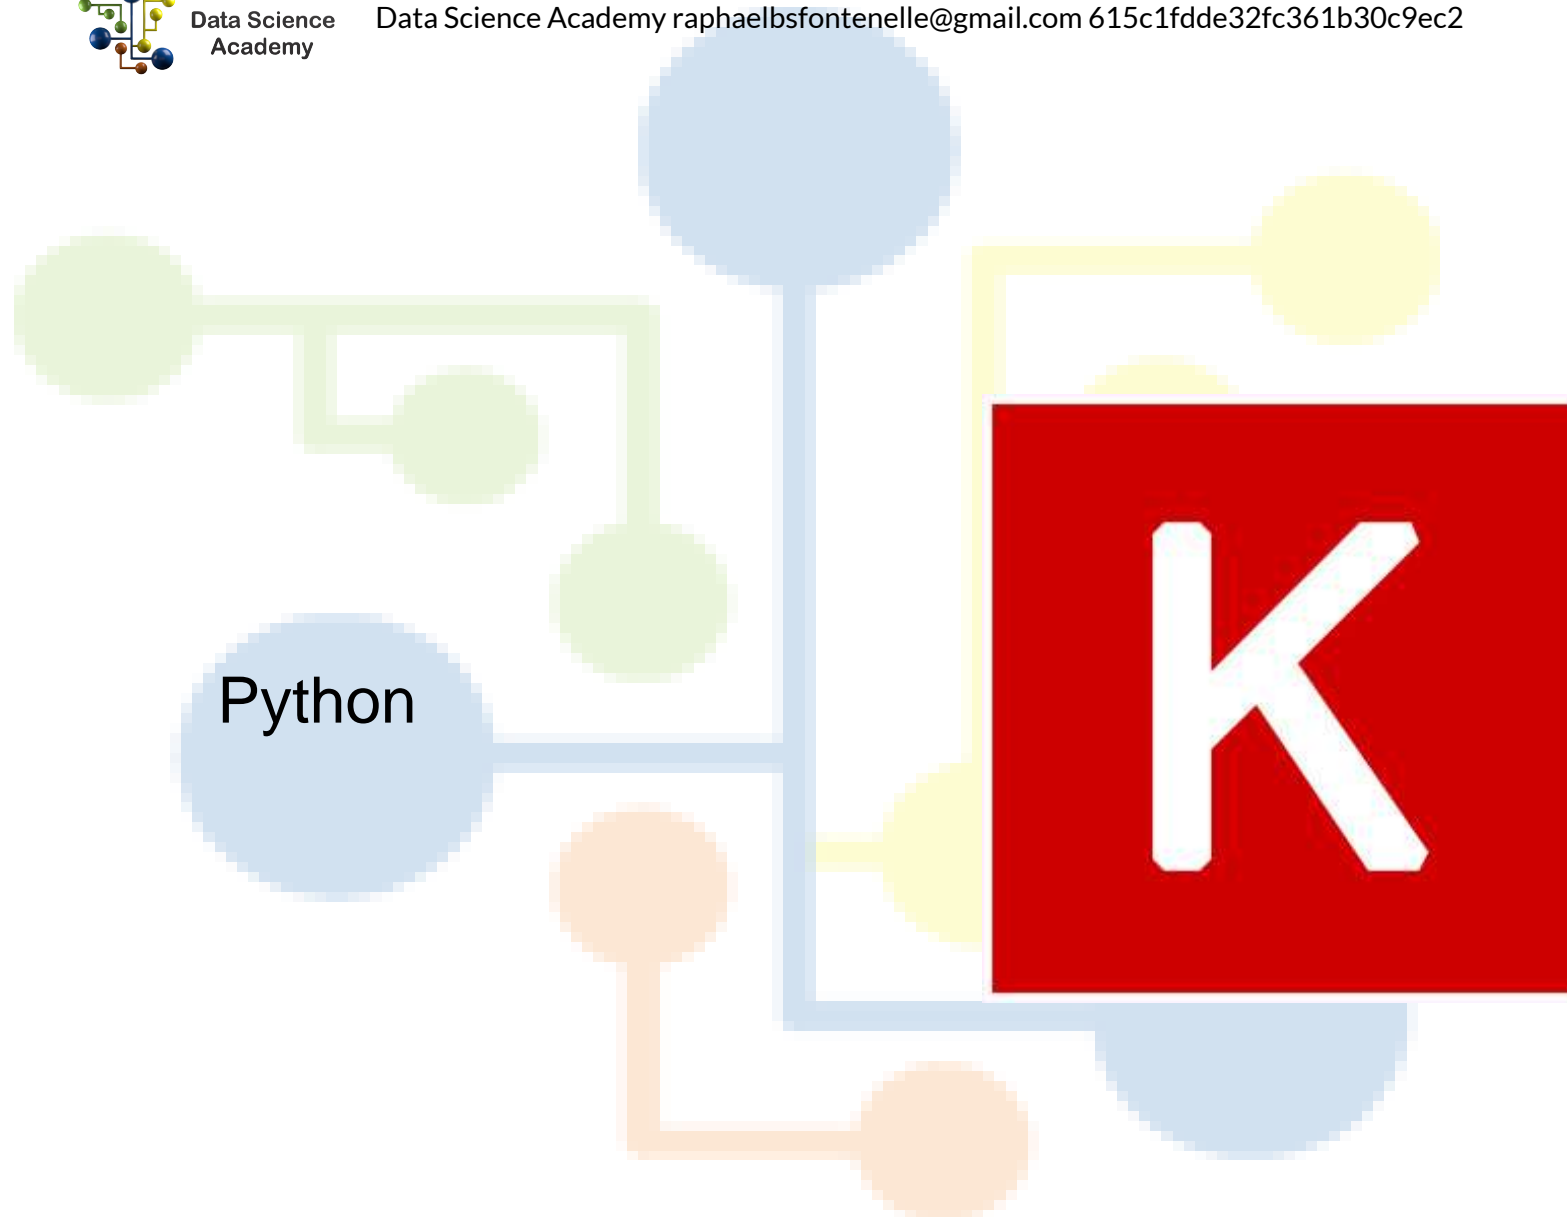 Data Science Academy raphaelbsfontenelle@gmail.com 615c1fdde32fc361b30c9ec2
Data Science
Academy
K
Python